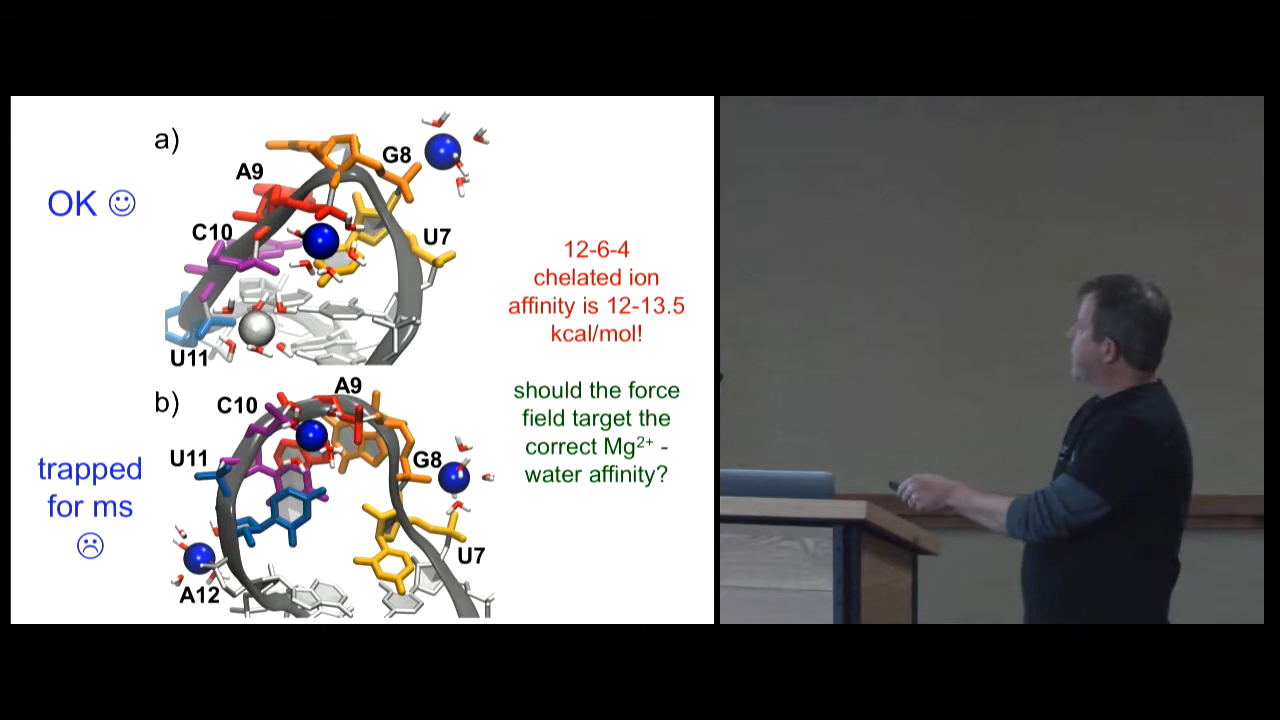 a)
OK ☺
G8
A9
C10
U7
U11
12-6-4
chelated ion
affinity is 12-13.5
kcal/mol!
should the force
field target the
correct Mg²⁺ -
water affinity?
b)
trapped
for ms
☹
A9
C10
U11
G8
U7
A12